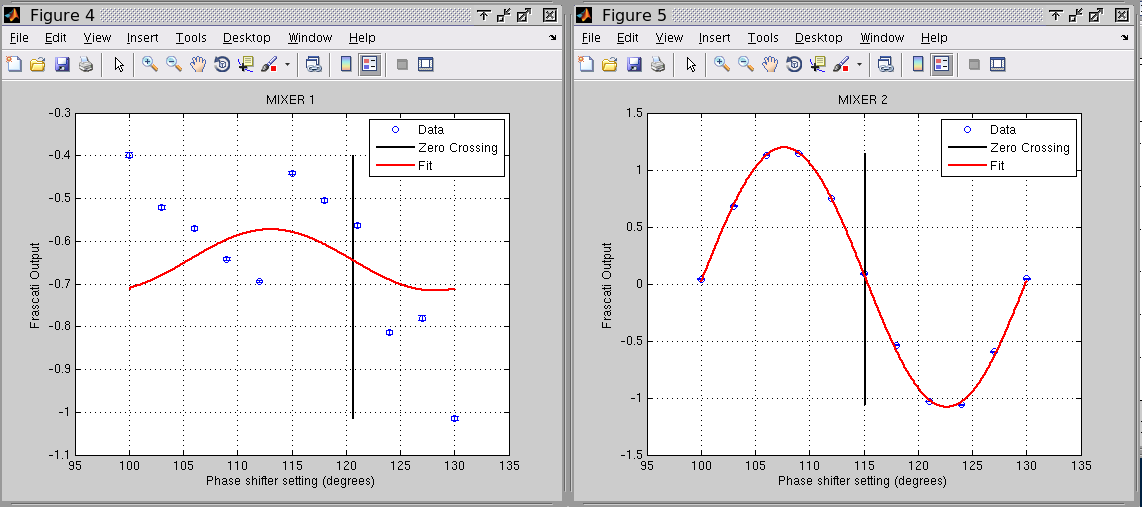 Figure 4
File Edit View Insert Tools Desktop Window Help
MIXER 1
Data
Zero Crossing
Fit
-0.3
-0.4
-0.5
-0.6
-0.7
-0.8
-0.9
-1
-1.1
Frascati Output
95 100 105 110 115 120 125 130 135
Phase shifter setting (degrees)
Figure 5
File Edit View Insert Tools Desktop Window Help
MIXER 2
Data
Zero Crossing
Fit
1.5
1
0.5
0
-0.5
-1
-1.5
Frascati Output
95 100 105 110 115 120 125 130 135
Phase shifter setting (degrees)